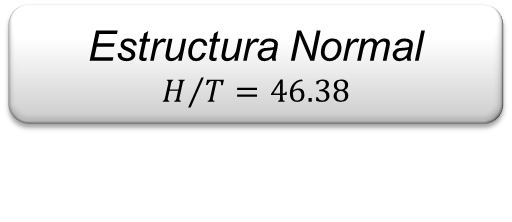 Estructura Normal
H/T = 46.38